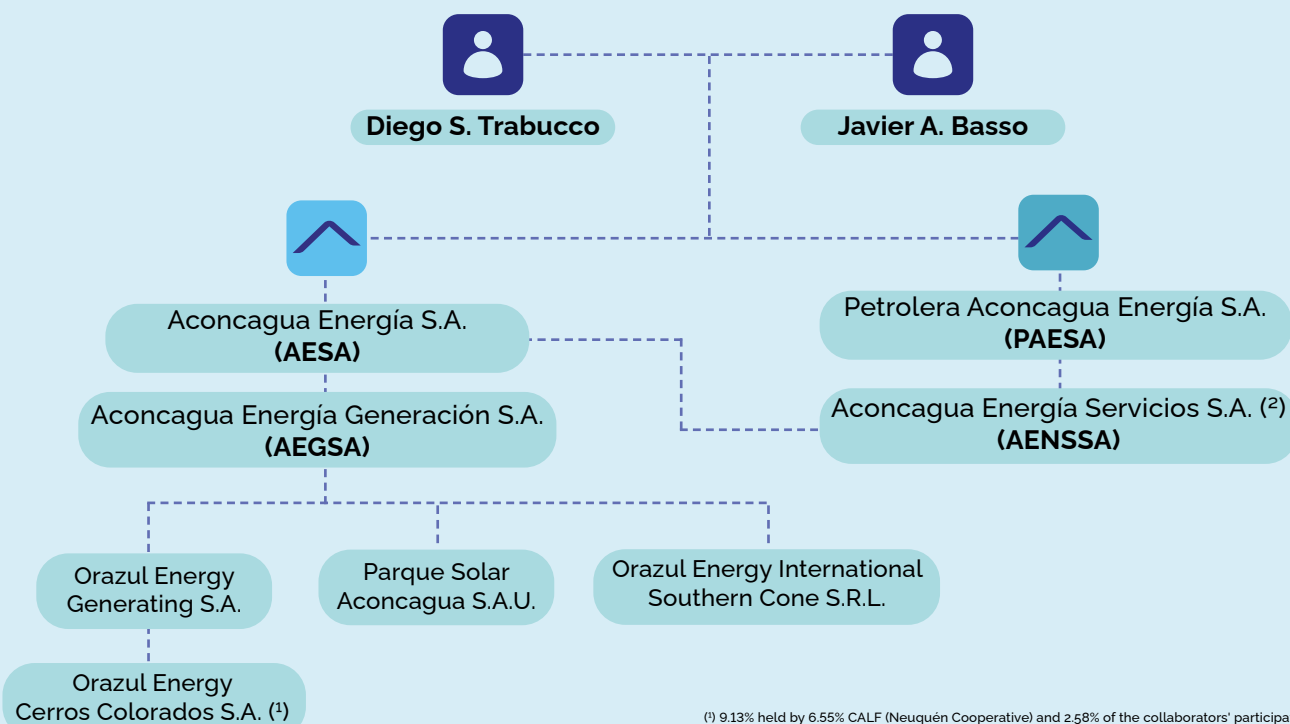 Diego S. Trabucco
Javier A. Basso
Aconcagua Energía S.A.
(AESA)
Petrolera Aconcagua Energía S.A.
(PAESA)
Aconcagua Energía Generación S.A.
(AEGSA)
Aconcagua Energía Servicios S.A. (²)
(AENSSA)
Orazul Energy
Generating S.A.
Parque Solar
Aconcagua S.A.U.
Orazul Energy International
Southern Cone S.R.L.
Orazul Energy
Cerros Colorados S.A. (¹)
(¹) 9.13% held by 6.55% CALF (Neuquén Cooperative) and 2.58% of the collaborators'